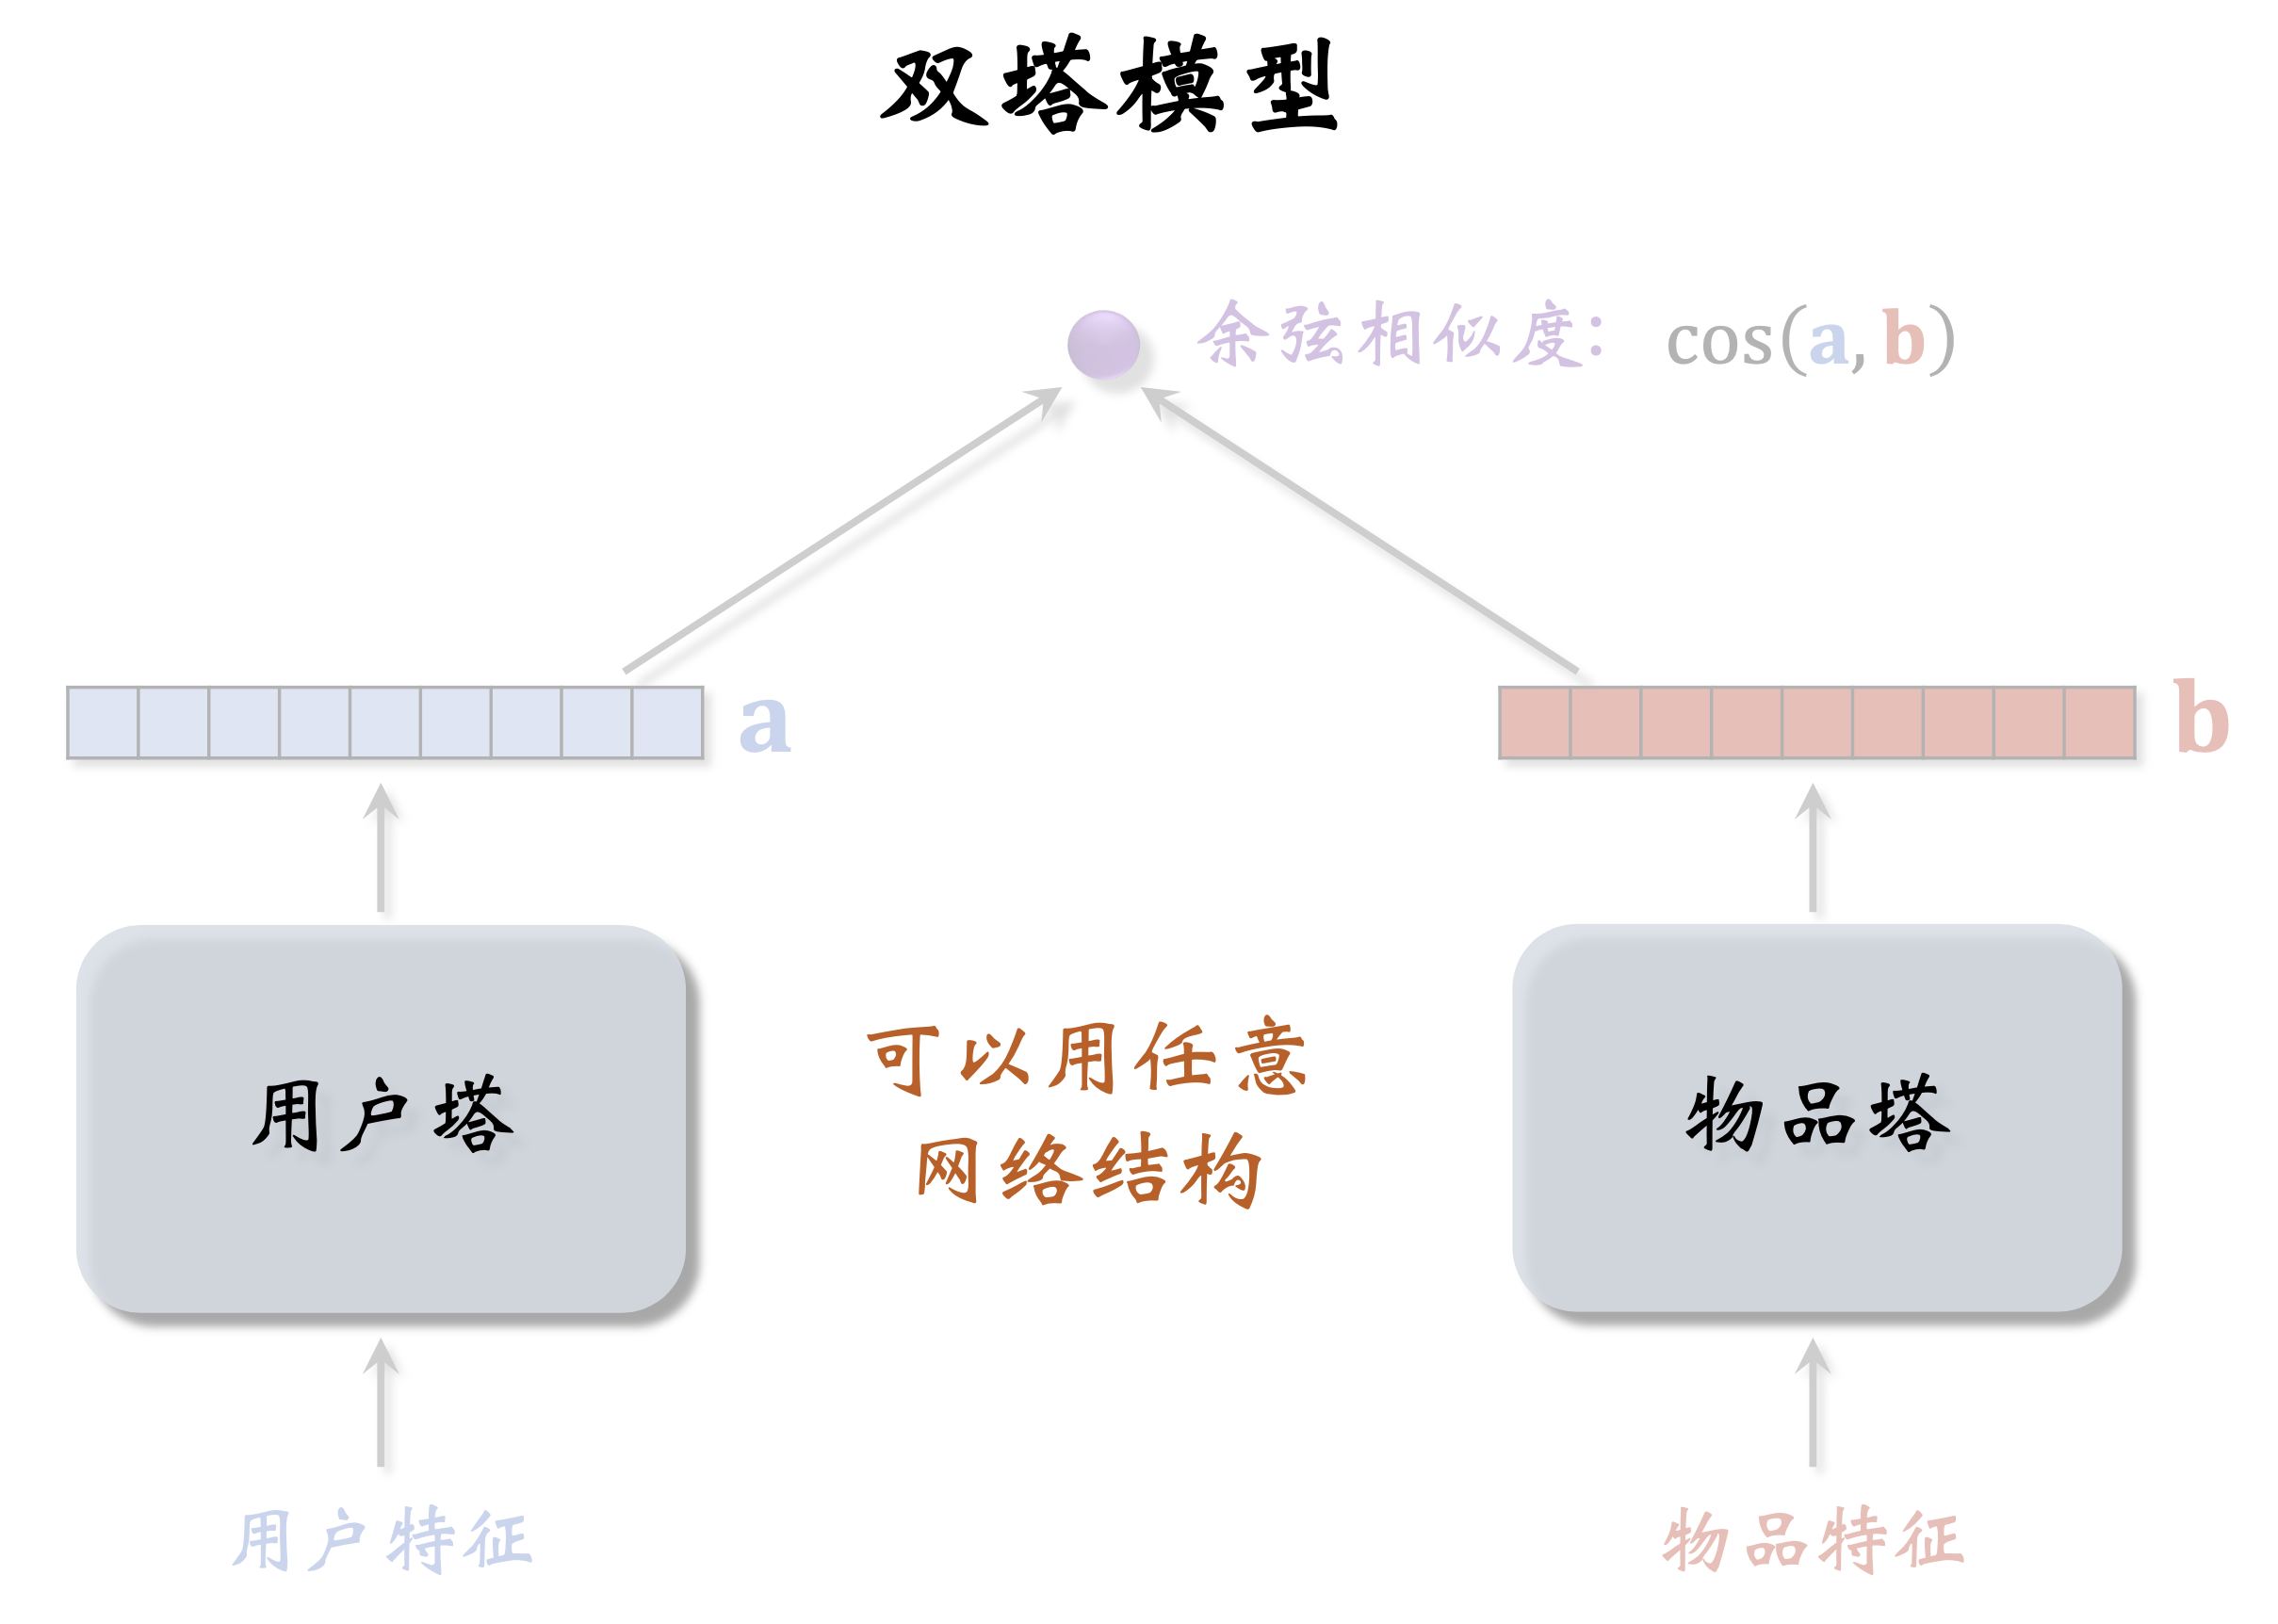 双塔模型
余弦相似度: cos(a, b)
a
b
可以用任意
网络结构
用户塔
物品塔
用户特征
物品特征